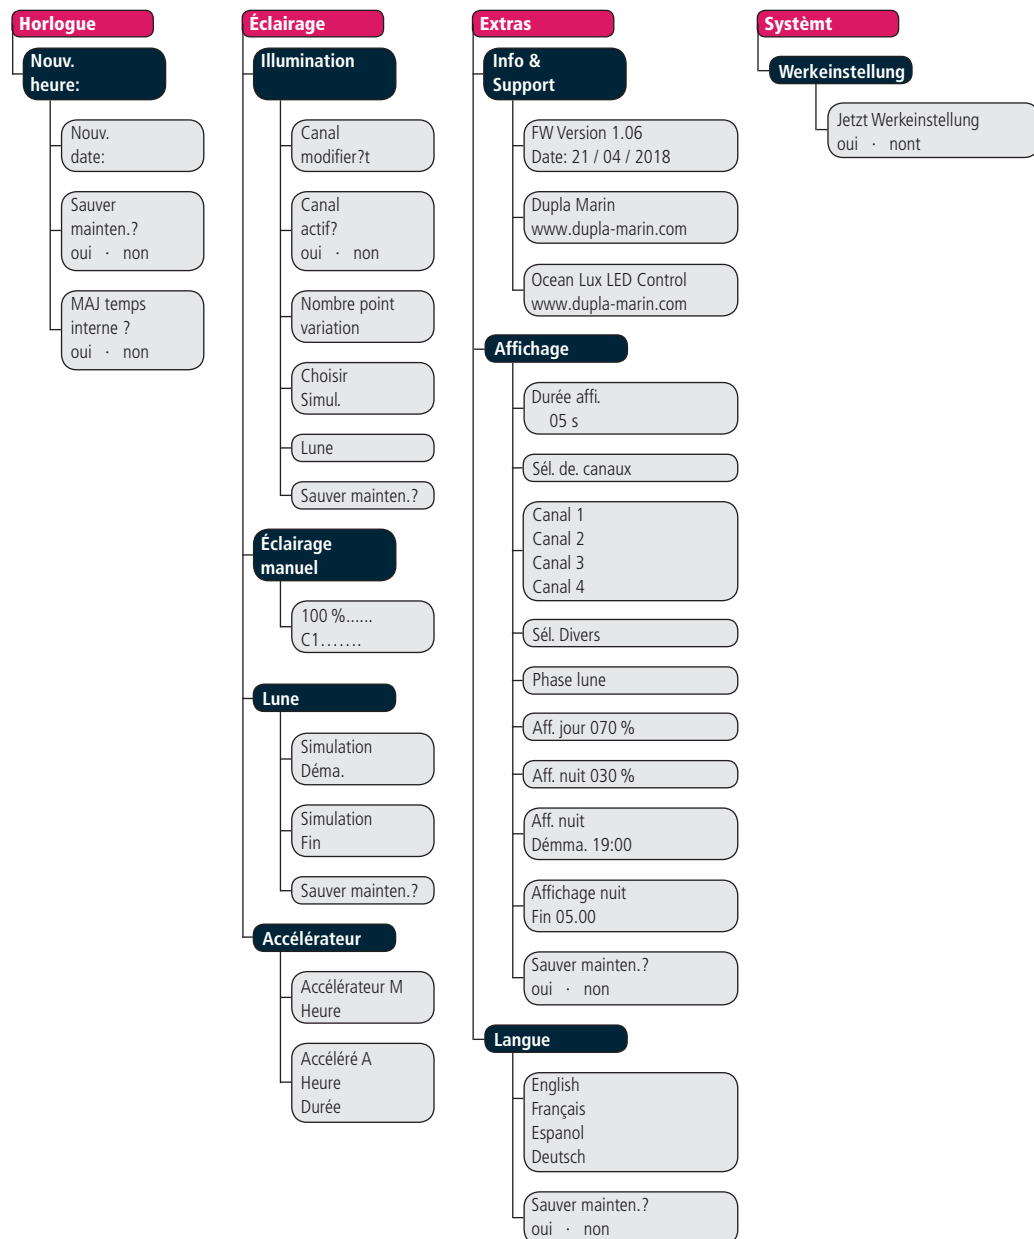 Horlogue
Nouv.
heure:
Nouv.
date:
Sauver
mainten.?
oui · non
MAJ temps
interne ?
oui · non
Éclairage
Illumination
Canal
modifier?t
Canal
actif?
oui · non
Nombre point
variation
Choisir
Simul.
Lune
Sauver mainten.?
Éclairage
manuel
100 %......
C1.......
Lune
Simulation
Déma.
Simulation
Fin
Sauver mainten.?
Accélérateur
Accélérateur M
Heure
Accéléré A
Heure
Durée
Extras
Info &
Support
FW Version 1.06
Date: 21 / 04 / 2018
Dupla Marin
www.dupla-marin.com
Ocean Lux LED Control
www.dupla-marin.com
Affichage
Durée affi.
05 s
Sél. de. canaux
Canal 1
Canal 2
Canal 3
Canal 4
Sél. Divers
Phase lune
Aff. jour 070 %
Aff. nuit 030 %
Aff. nuit
Démma. 19:00
Affichage nuit
Fin 05.00
Sauver mainten.?
oui · non
Langue
English
Français
Espanol
Deutsch
Sauver mainten.?
oui · non
Systèmt
Werkeinstellung
Jetzt Werkeinstellung
oui · nont